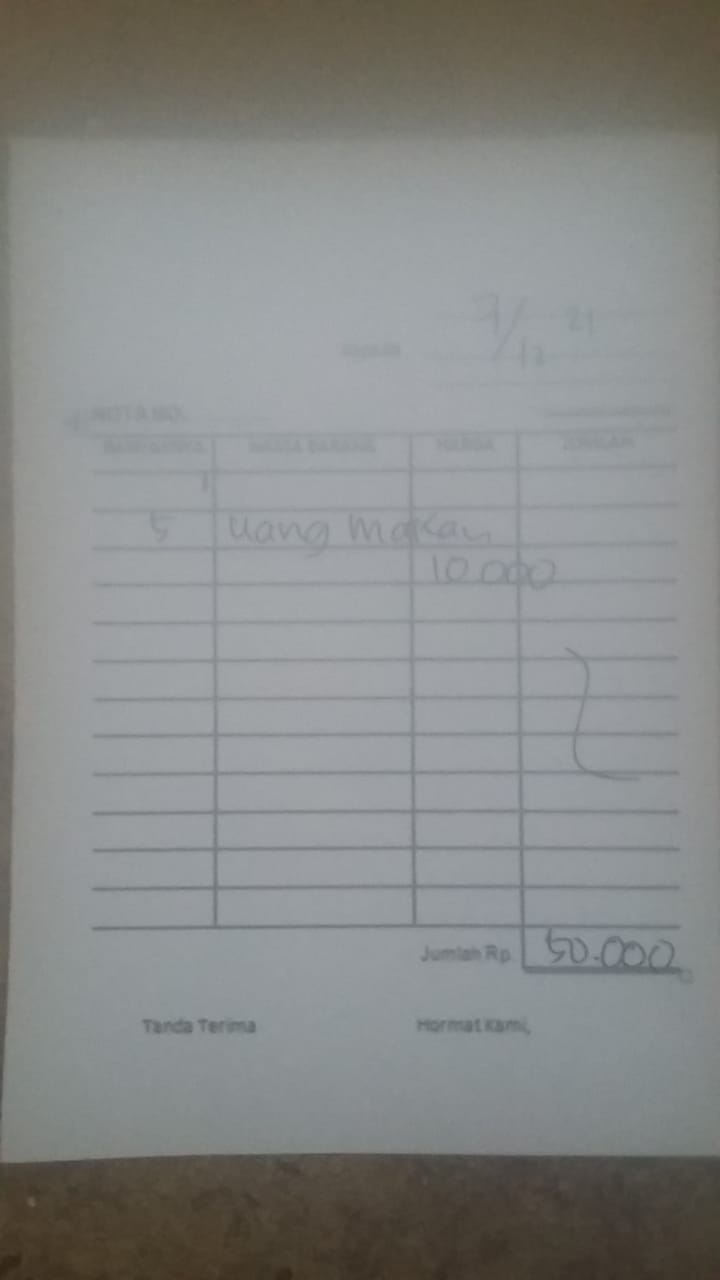 7/12 21
Kepada
NOTA NO.
BANYAKNYA NAMA BARANG HARGA JUMLAH
5 uang makan
10.000
Jumlah Rp. 50.000
Tanda Terima Hormat Kami,